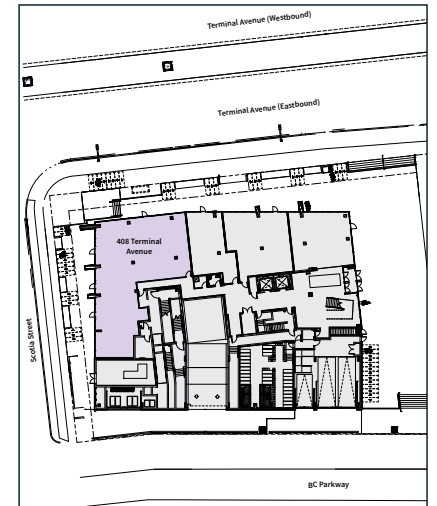 Terminal Avenue (Westbound)
Terminal Avenue (Eastbound)
408 Terminal
Avenue
Scotia Street
BC Parkway